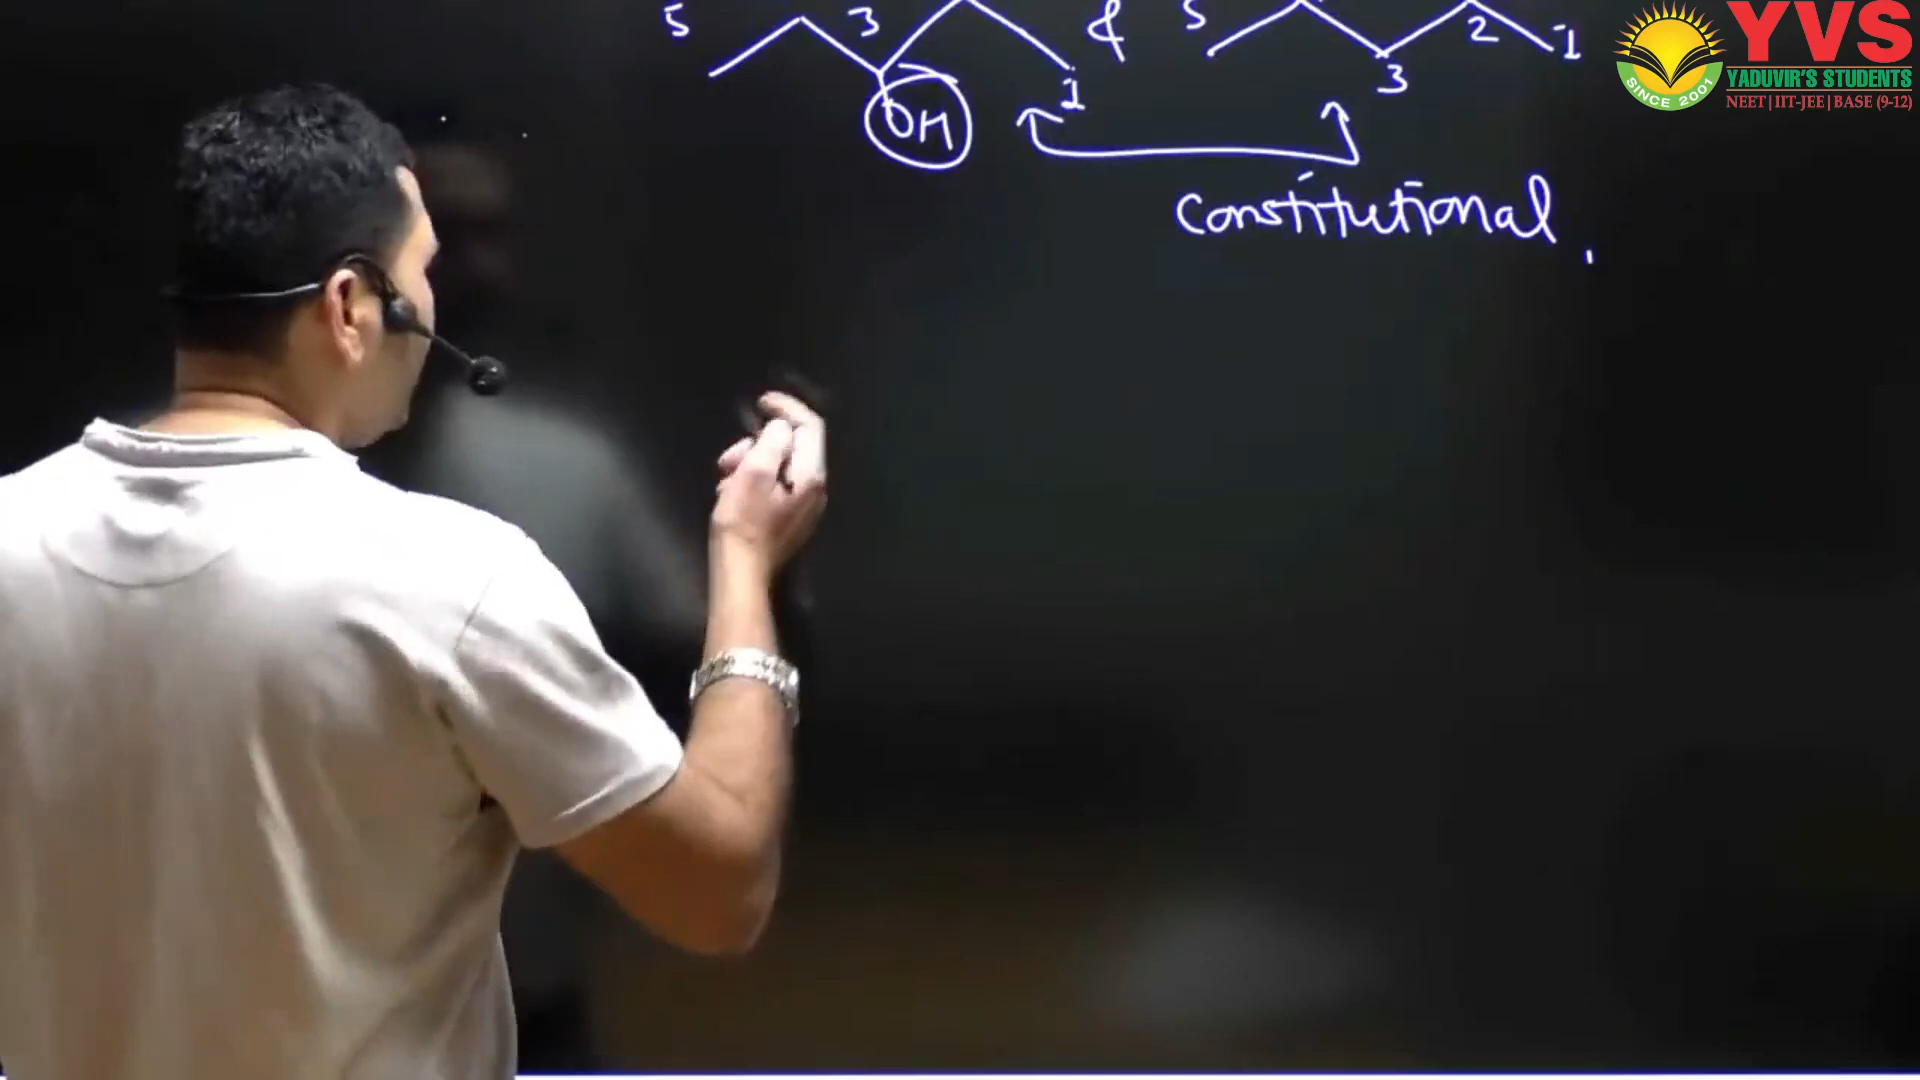 5 3 & 5 2 1
1 3
OH
Constitutional
YVS
YADUVIR'S STUDENTS
NEET | IIT-JEE | BASE (9-12)
SINCE 2001